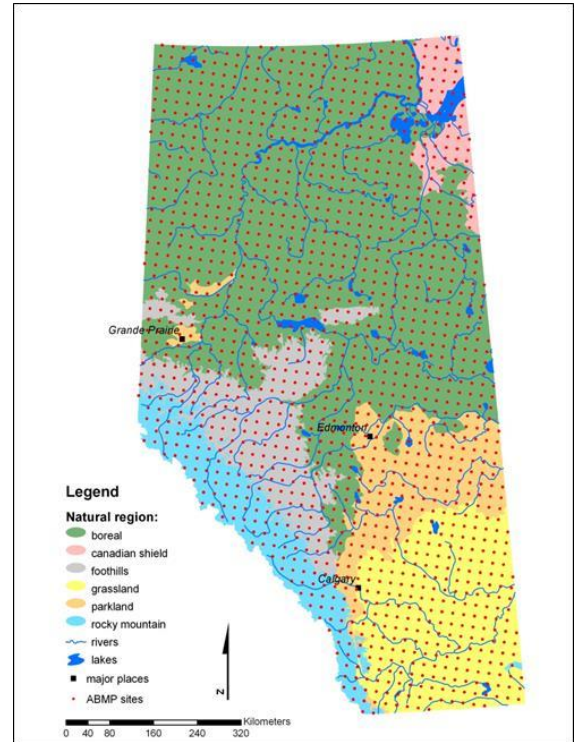 Grande Prairie
Edmonton
Calgary
Legend
Natural region:
boreal
canadian shield
foothills
grassland
parkland
rocky mountain
rivers
lakes
major places
ABMP sites
N
Kilometers
0 40 80 160 240 320